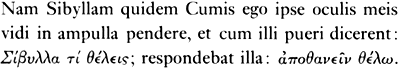 Nam Sibyllam quidem Cumis ego ipse oculis meis
vidi in ampulla pendere, et cum illi pueri dicerent:
Σίβυλλα τί θέλεις; respondebat illa: ἀποθανεῖν θέλω.